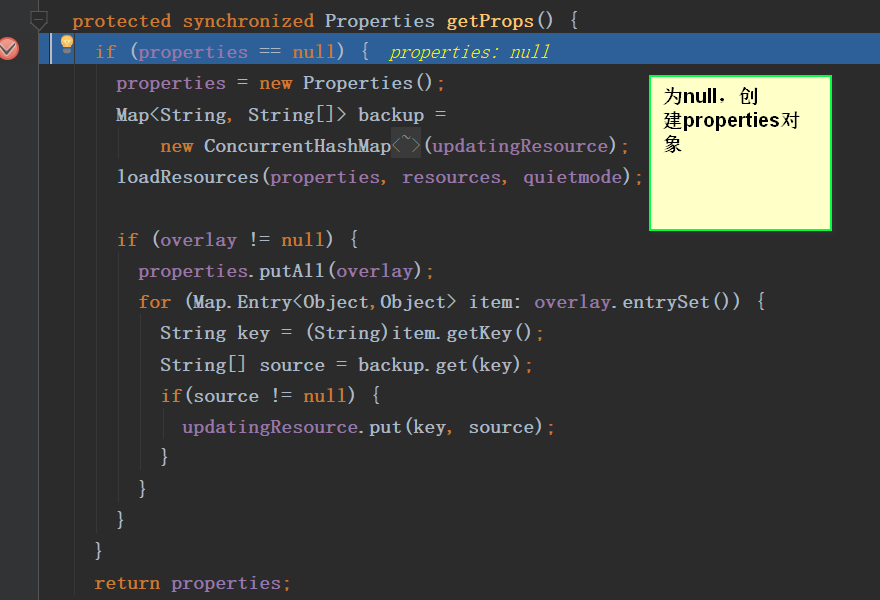 protected synchronized Properties getProps() {
if (properties == null) { properties: null
properties = new Properties();
Map<String, String[]> backup =
new ConcurrentHashMap<~>(updatingResource);
loadResources(properties, resources, quietmode);
为null，创
建properties对
象
if (overlay != null) {
properties.putAll(overlay);
for (Map.Entry<Object,Object> item: overlay.entrySet()) {
String key = (String)item.getKey();
String[] source = backup.get(key);
if(source != null) {
updatingResource.put(key, source);
}
}
}
}
return properties;